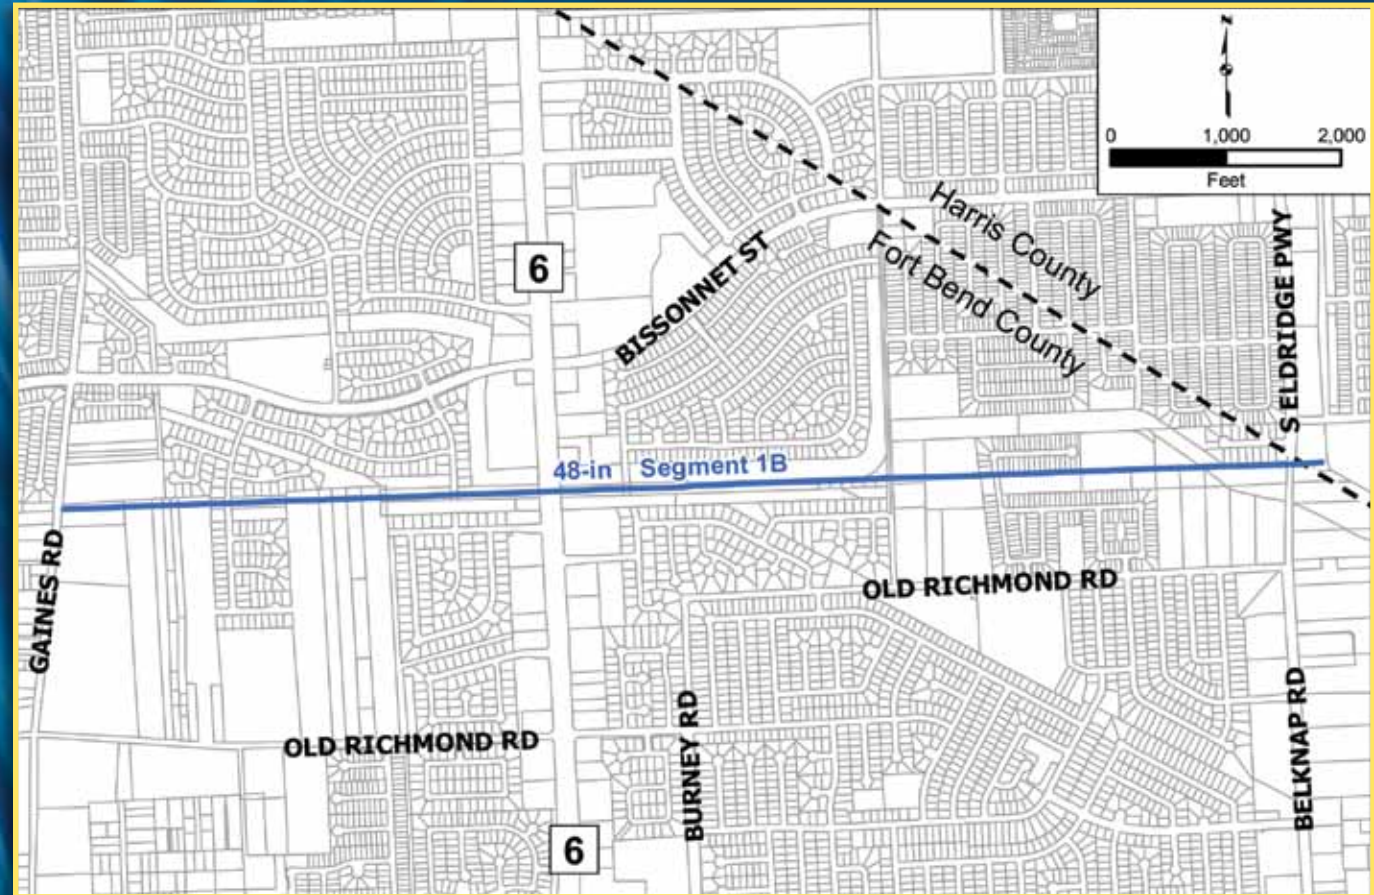 N
0 1,000 2,000
Feet
Harris County
Fort Bend County
6
BISSONNET ST
S ELDRIDGE PWY
48-in Segment 1B
GAINES RD
OLD RICHMOND RD
OLD RICHMOND RD
BURNEY RD
BELKNAP RD
6